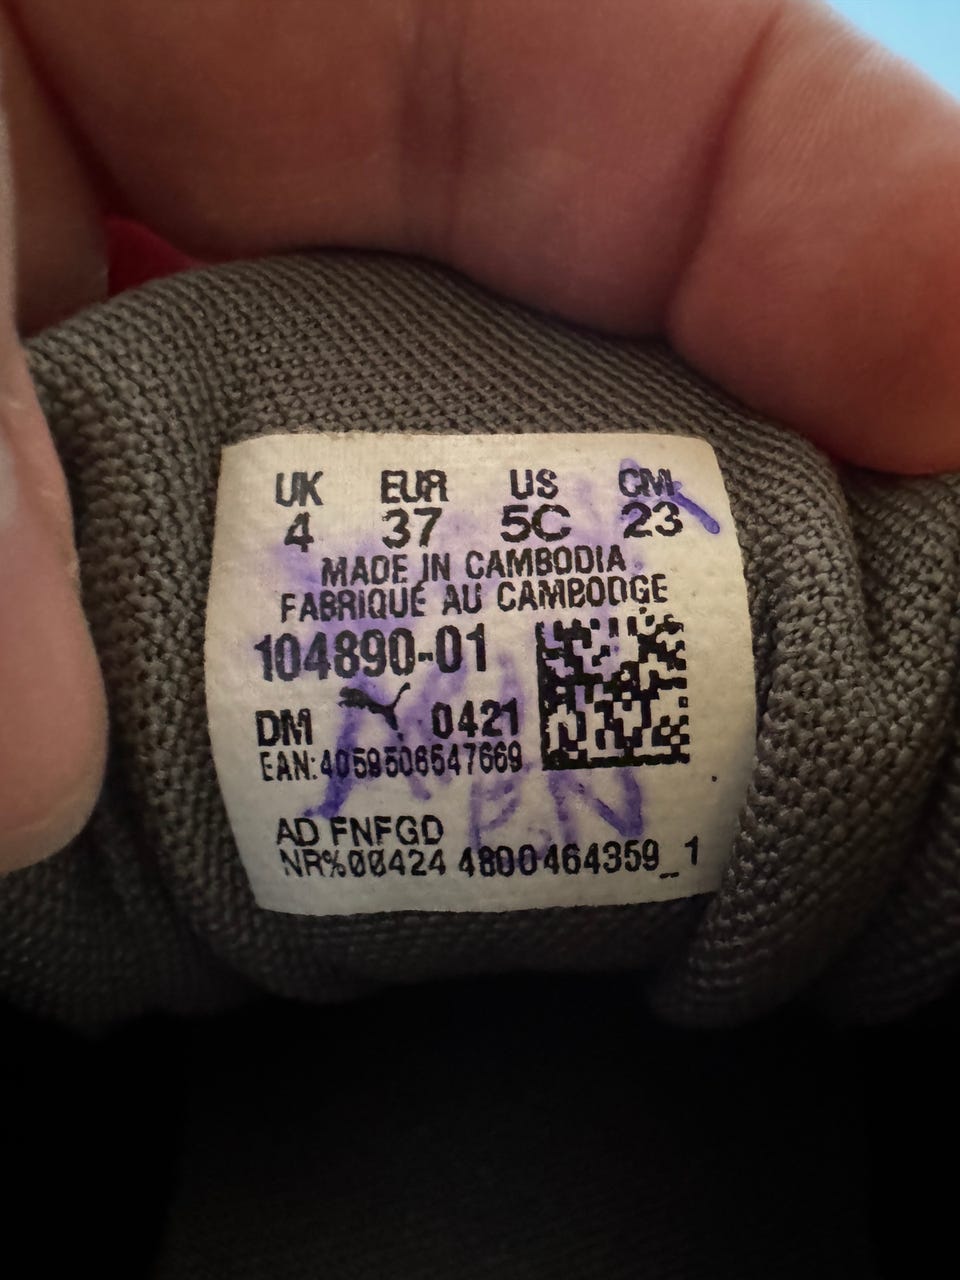 UK EUR US CM
4 37 5C 23
MADE IN CAMBODIA
FABRIQUÉ AU CAMBODGE
104890-01
DM 0421
EAN:4059506547669
AD FNFGD
NR%00424 4800464359_1